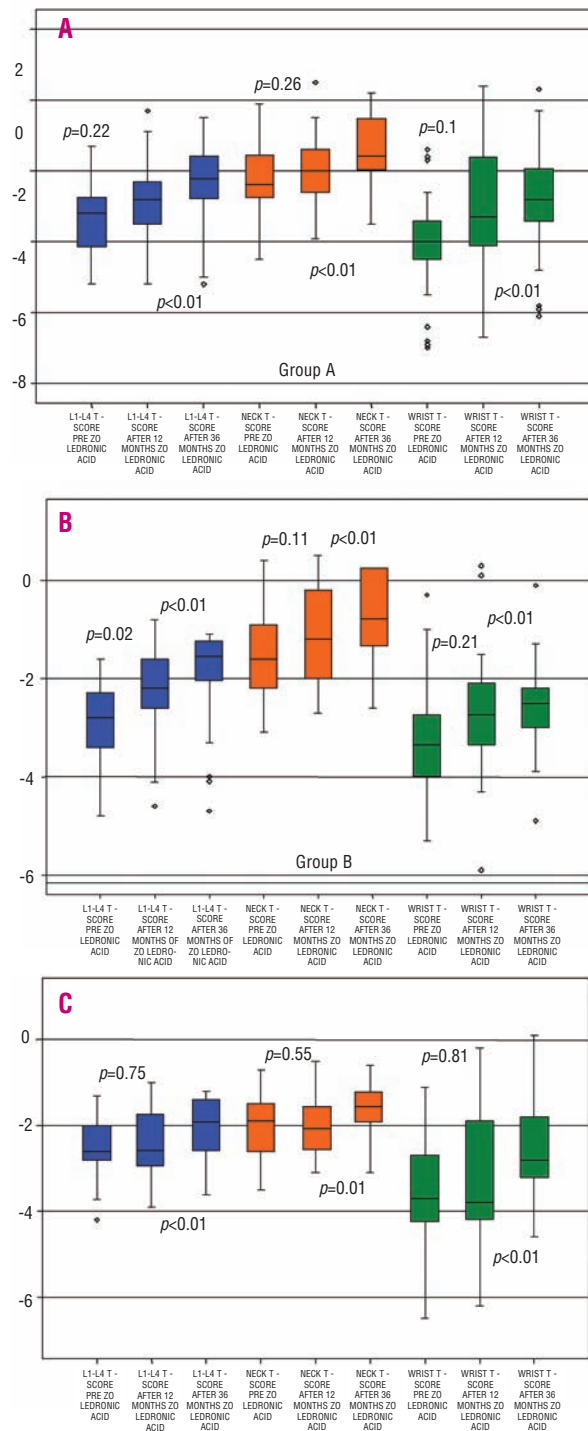 A
2
p=0.26
p=0.22
0
p=0.1
-2
-4
p<0.01
p<0.01
p<0.01
-6
Group A
-8
L1-L4 T -
SCORE
PRE ZO
LEDRONIC
ACID
L1-L4 T -
SCORE
AFTER 12
MONTHS ZO
LEDRONIC
ACID
L1-L4 T -
SCORE
AFTER 36
MONTHS ZO
LEDRONIC
ACID
NECK T -
SCORE
PRE ZO
LEDRONIC
ACID
NECK T -
SCORE
AFTER 12
MONTHS ZO
LEDRONIC
ACID
NECK T -
SCORE
AFTER 36
MONTHS ZO
LEDRONIC
ACID
WRIST T -
SCORE
PRE ZO
LEDRONIC
ACID
WRIST T -
SCORE
AFTER 12
MONTHS ZO
LEDRONIC
ACID
WRIST T -
SCORE
AFTER 36
MONTHS ZO
LEDRONIC
ACID
B
p=0.11
p<0.01
0
p<0.01
p=0.02
p<0.01
p=0.21
-2
-4
Group B
-6
L1-L4 T -
SCORE
PRE ZO
LEDRONIC
ACID
L1-L4 T -
SCORE
AFTER 12
MONTHS OF
ZO LEDRO-
NIC ACID
L1-L4 T -
SCORE
AFTER 36
MONTHS OF
ZO LEDRO-
NIC ACID
NECK T -
SCORE
PRE ZO
LEDRONIC
ACID
NECK T -
SCORE
AFTER 12
MONTHS ZO
LEDRONIC
ACID
NECK T -
SCORE
AFTER 36
MONTHS ZO
LEDRONIC
ACID
WRIST T -
SCORE
PRE ZO
LEDRONIC
ACID
WRIST T -
SCORE
AFTER 12
MONTHS ZO
LEDRONIC
ACID
WRIST T -
SCORE
AFTER 36
MONTHS ZO
LEDRONIC
ACID
C
0
p=0.75
p=0.55
p=0.81
-2
p=0.01
-4
p<0.01
p<0.01
-6
L1-L4 T -
SCORE
PRE ZO
LEDRONIC
ACID
L1-L4 T -
SCORE
AFTER 12
MONTHS ZO
LEDRONIC
ACID
L1-L4 T -
SCORE
AFTER 36
MONTHS ZO
LEDRONIC
ACID
NECK T -
SCORE
PRE ZO
LEDRONIC
ACID
NECK T -
SCORE
AFTER 12
MONTHS ZO
LEDRONIC
ACID
NECK T -
SCORE
AFTER 36
MONTHS ZO
LEDRONIC
ACID
WRIST T -
SCORE
PRE ZO
LEDRONIC
ACID
WRIST T -
SCORE
AFTER 12
MONTHS ZO
LEDRONIC
ACID
WRIST T -
SCORE
AFTER 36
MONTHS ZO
LEDRONIC
ACID